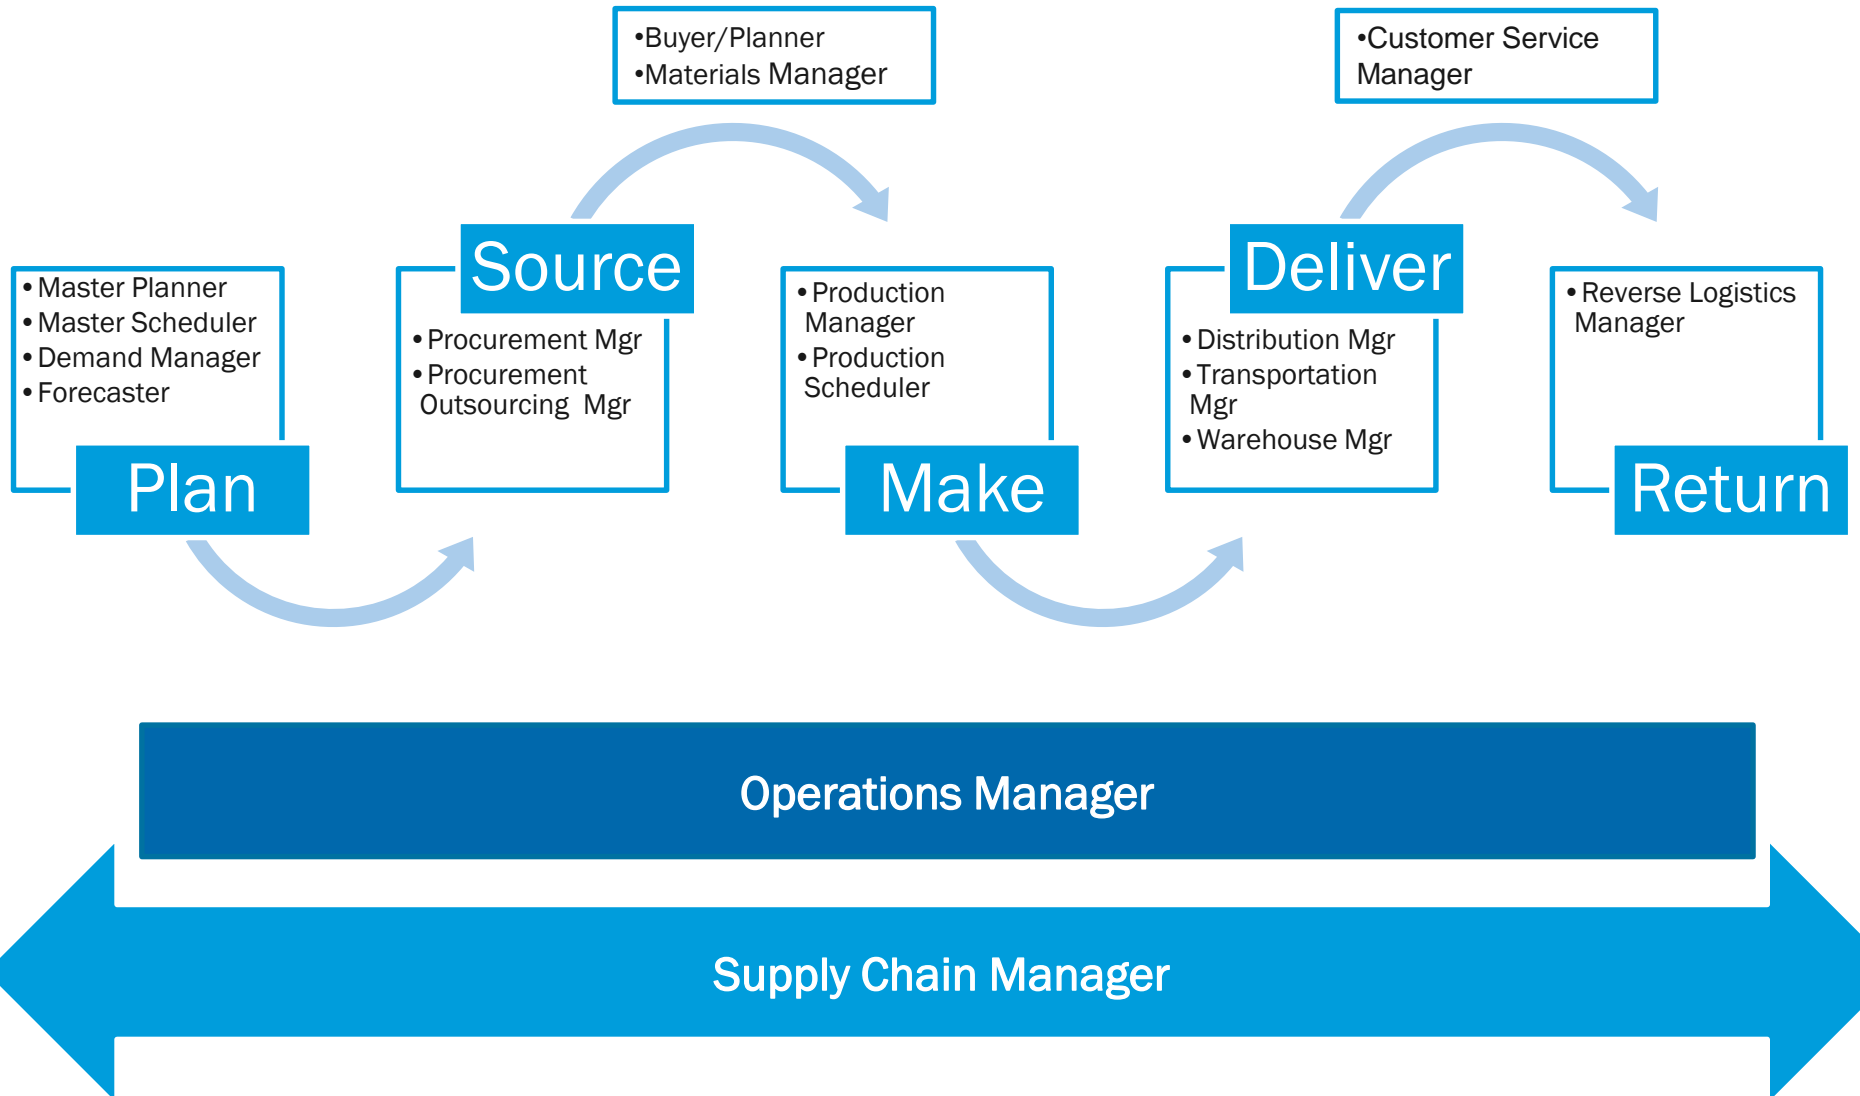 •Buyer/Planner
•Materials Manager
•Customer Service
Manager
Source
Deliver
•Master Planner
•Master Scheduler
•Demand Manager
•Forecaster
Plan
•Procurement Mgr
•Procurement
Outsourcing Mgr
•Production
Manager
•Production
Scheduler
Make
•Distribution Mgr
•Transportation
Mgr
•Warehouse Mgr
•Reverse Logistics
Manager
Return
Operations Manager
Supply Chain Manager